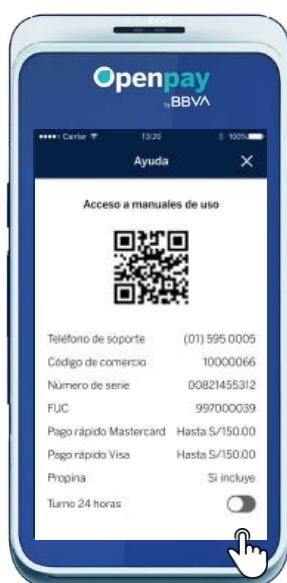 Openpay
by BBVA
Carrier 13:25 100%
Ayuda
Acceso a manuales de uso
Teléfono de soporte (01) 595 0005
Código de comercio 10000066
Número de serie 00821455312
FUC 997000039
Pago rápido Mastercard Hasta S/150.00
Pago rápido Visa Hasta S/150.00
Propina Si incluye
Turno 24 horas